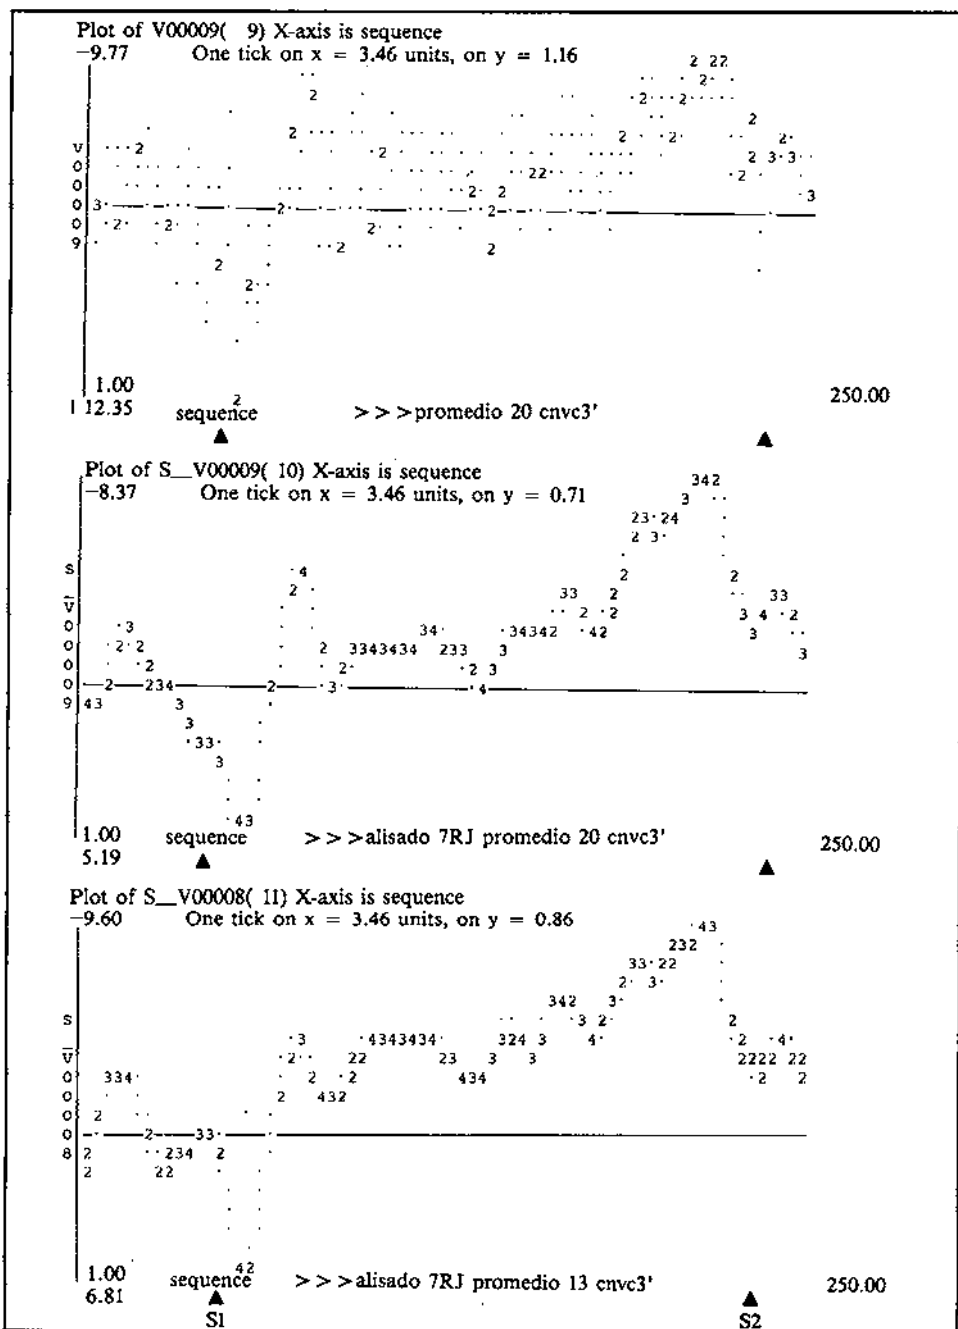 Plot of V00009( 9) X-axis is sequence
-9.77 One tick on x = 3.46 units, on y = 1.16
V00009
1.00 250.00
12.35 sequence >>>promedio 20 cnvc3'
▲ ▲
Plot of S__V00009( 10) X-axis is sequence
-8.37 One tick on x = 3.46 units, on y = 0.71
S_V00009
1.00 sequence >>>alisado 7RJ promedio 20 cnvc3' 250.00
5.19
▲ ▲
Plot of S__V00008( 11) X-axis is sequence
-9.60 One tick on x = 3.46 units, on y = 0.86
S_V00008
1.00 sequence >>>alisado 7RJ promedio 13 cnvc3' 250.00
6.81
▲ ▲
S1 S2